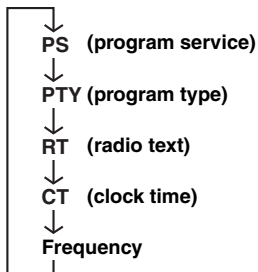 PS (program service)
PTY (program type)
RT (radio text)
CT (clock time)
Frequency